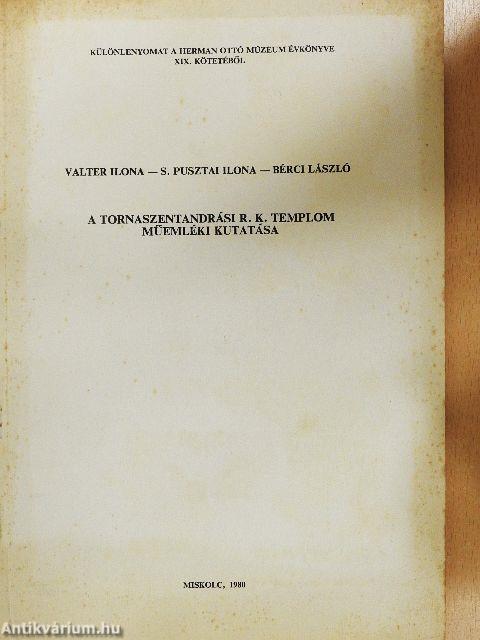 KÜLÖNLENYOMAT A HERMAN OTTÓ MÚZEUM ÉVKÖNYVE
XIX. KÖTETÉBŐL
VALTER ILONA — S. PUSZTAI ILONA — BÉRCI LÁSZLÓ
A TORNASZENTANDRÁSI R. K. TEMPLOM
MŰEMLÉKI KUTATÁSA
MISKOLC, 1980
Antikvárium.hu